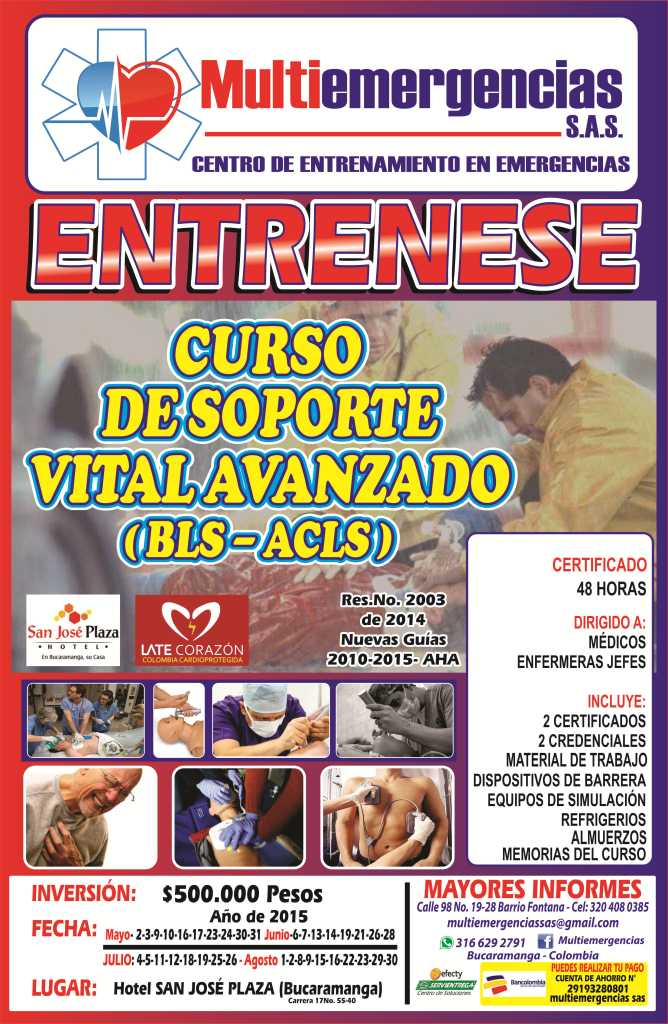 Multiemergencias
S.A.S.
CENTRO DE ENTRENAMIENTO EN EMERGENCIAS
ENTRENESE
CURSO
DE SOPORTE
VITAL AVANZADO
(BLS - ACLS)
San José Plaza
• HOTEL •
En Bucaramanga, su Casa
LATE CORAZÓN
COLOMBIA CARDIOPROTEGIDA
Res.No. 2003
de 2014
Nuevas Guías
2010-2015- AHA
CERTIFICADO
48 HORAS
DIRIGIDO A:
MÉDICOS
ENFERMERAS JEFES
INCLUYE:
2 CERTIFICADOS
2 CREDENCIALES
MATERIAL DE TRABAJO
DISPOSITIVOS DE BARRERA
EQUIPOS DE SIMULACIÓN
REFRIGERIOS
ALMUERZOS
MEMORIAS DEL CURSO
INVERSIÓN: $500.000 Pesos
Año de 2015
FECHA: Mayo- 2-3-9-10-16-17-23-24-30-31 Junio-6-7-13-14-19-21-26-28
JULIO: 4-5-11-12-18-19-25-26 - Agosto 1-2-8-9-15-16-22-23-29-30
LUGAR: Hotel SAN JOSÉ PLAZA (Bucaramanga)
Carrera 17No. 55-40
MAYORES INFORMES
Calle 98 No. 19-28 Barrio Fontana - Cel: 320 408 0385
multiemergenciassas@gmail.com
316 629 2791 Multiemergencias
Bucaramanga - Colombia
efecty
SERVIENTREGA
Centro de Soluciones
Bancolombia
PUEDES REALIZAR TU PAGO
CUENTA DE AHORRO N°
29193280801
multiemergencias sas